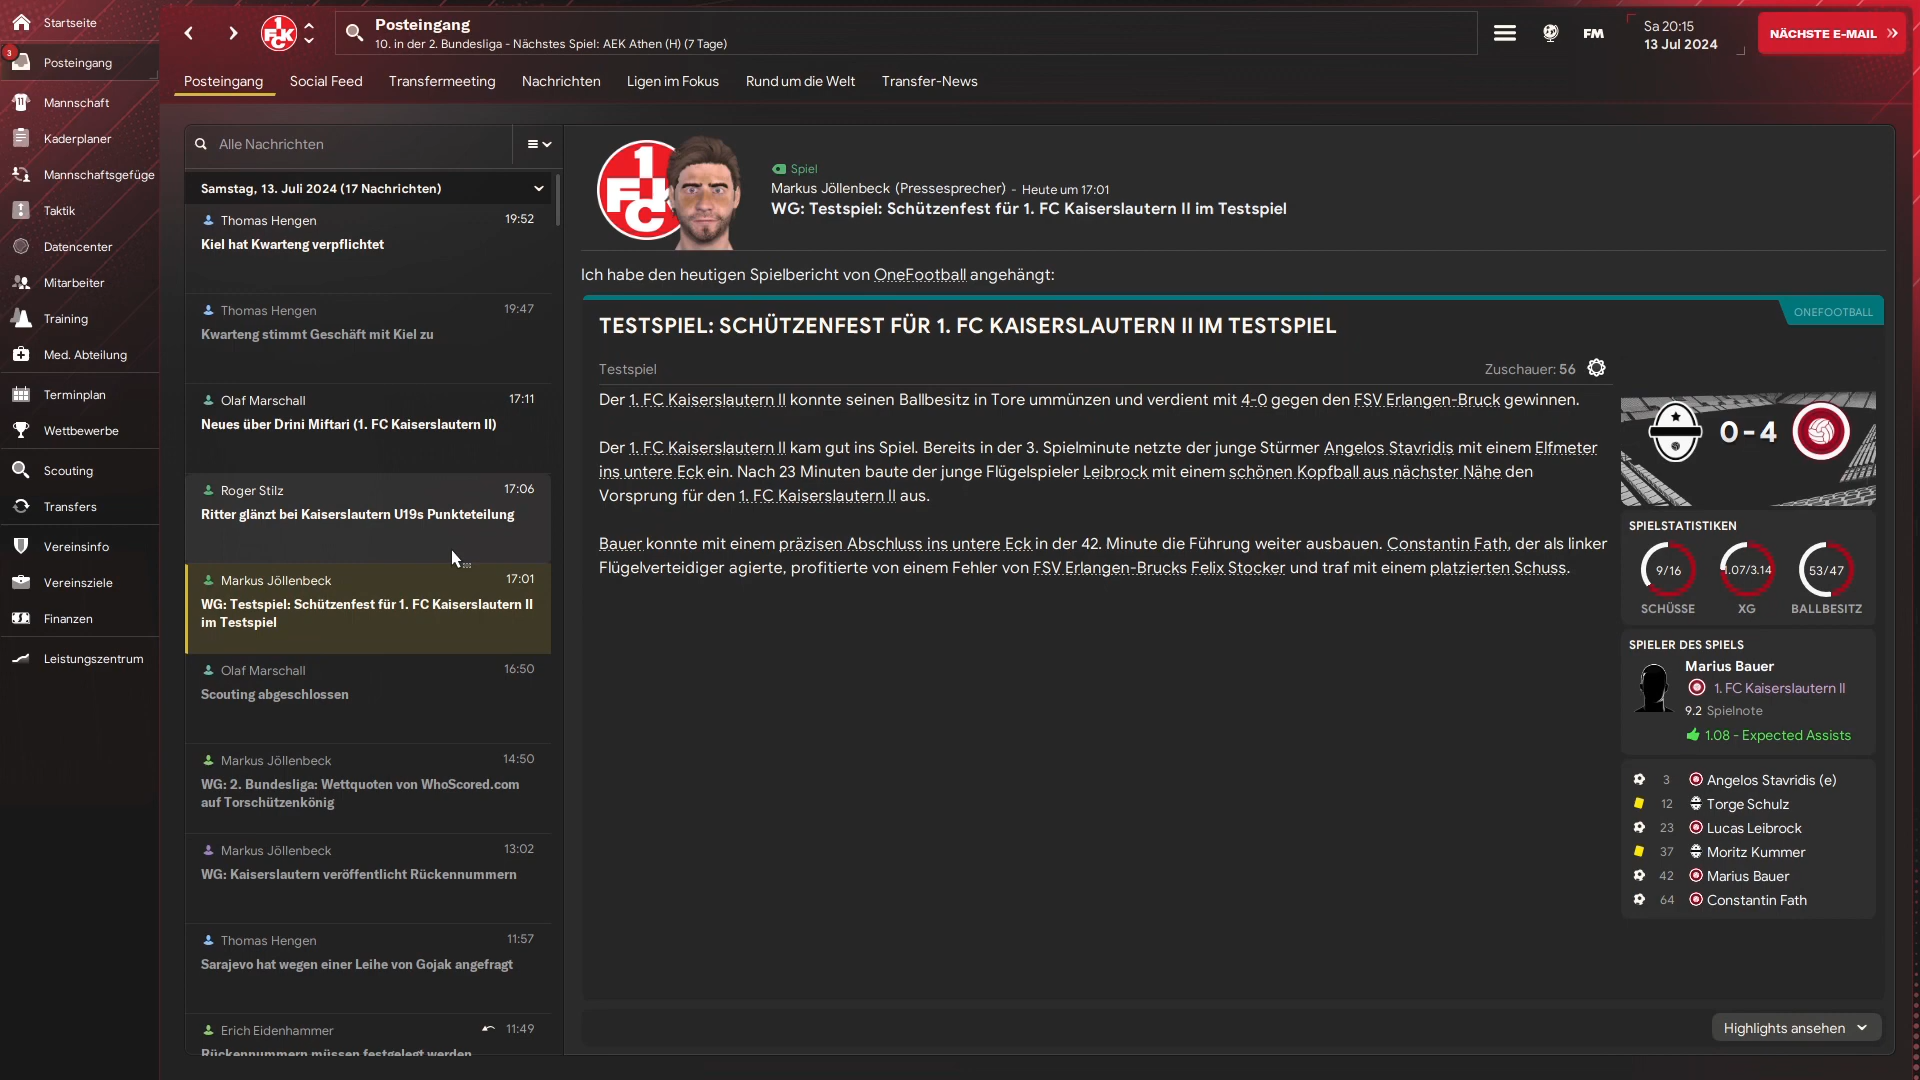 Startseite
3
Posteingang
Mannschaft
Kaderplaner
Mannschaftsgefüge
Taktik
Datencenter
Mitarbeiter
Training
Med. Abteilung
Terminplan
Wettbewerbe
Scouting
Transfers
Vereinsinfo
Vereinsziele
Finanzen
Leistungszentrum
Posteingang
10. in der 2. Bundesliga - Nächstes Spiel: AEK Athen (H) (7 Tage)
FM
Sa 20:15
13 Jul 2024
NÄCHSTE E-MAIL
Posteingang Social Feed Transfermeeting Nachrichten Ligen im Fokus Rund um die Welt Transfer-News
Alle Nachrichten
Samstag, 13. Juli 2024 (17 Nachrichten)
Thomas Hengen 19:52
Kiel hat Kwarteng verpflichtet
Thomas Hengen 19:47
Kwarteng stimmt Geschäft mit Kiel zu
Olaf Marschall 17:11
Neues über Drini Miftari (1. FC Kaiserslautern II)
Roger Stilz 17:06
Ritter glänzt bei Kaiserslautern U19s Punkteteilung
Markus Jöllenbeck 17:01
WG: Testspiel: Schützenfest für 1. FC Kaiserslautern II
im Testspiel
Olaf Marschall 16:50
Scouting abgeschlossen
Markus Jöllenbeck 14:50
WG: 2. Bundesliga: Wettquoten von WhoScored.com
auf Torschützenkönig
Markus Jöllenbeck 13:02
WG: Kaiserslautern veröffentlicht Rückennummern
Thomas Hengen 11:57
Sarajevo hat wegen einer Leihe von Gojak angefragt
Erich Eidenhammer 11:49
Rückennummern müssen festgelegt werden
1 FCK
Spiel
Markus Jöllenbeck (Pressesprecher) - Heute um 17:01
WG: Testspiel: Schützenfest für 1. FC Kaiserslautern II im Testspiel
Ich habe den heutigen Spielbericht von OneFootball angehängt:
ONEFOOTBALL
TESTSPIEL: SCHÜTZENFEST FÜR 1. FC KAISERSLAUTERN II IM TESTSPIEL
Testspiel Zuschauer: 56
Der 1. FC Kaiserslautern II konnte seinen Ballbesitz in Tore ummünzen und verdient mit 4-0 gegen den FSV Erlangen-Bruck gewinnen.
Der 1. FC Kaiserslautern II kam gut ins Spiel. Bereits in der 3. Spielminute netzte der junge Stürmer Angelos Stavridis mit einem Elfmeter
ins untere Eck ein. Nach 23 Minuten baute der junge Flügelspieler Leibrock mit einem schönen Kopfball aus nächster Nähe den
Vorsprung für den 1. FC Kaiserslautern II aus.
Bauer konnte mit einem präzisen Abschluss ins untere Eck in der 42. Minute die Führung weiter ausbauen. Constantin Fath, der als linker
Flügelverteidiger agierte, profitierte von einem Fehler von FSV Erlangen-Brucks Felix Stocker und traf mit einem platzierten Schuss.
0 - 4
SPIELSTATISTIKEN
9/16 1.07/3.14 53/47
SCHÜSSE XG BALLBESITZ
SPIELER DES SPIELS
Marius Bauer
1. FC Kaiserslautern II
9.2 Spielnote
1.08 - Expected Assists
3 Angelos Stavridis (e)
12 Torge Schulz
23 Lucas Leibrock
37 Moritz Kummer
42 Marius Bauer
64 Constantin Fath
Highlights ansehen